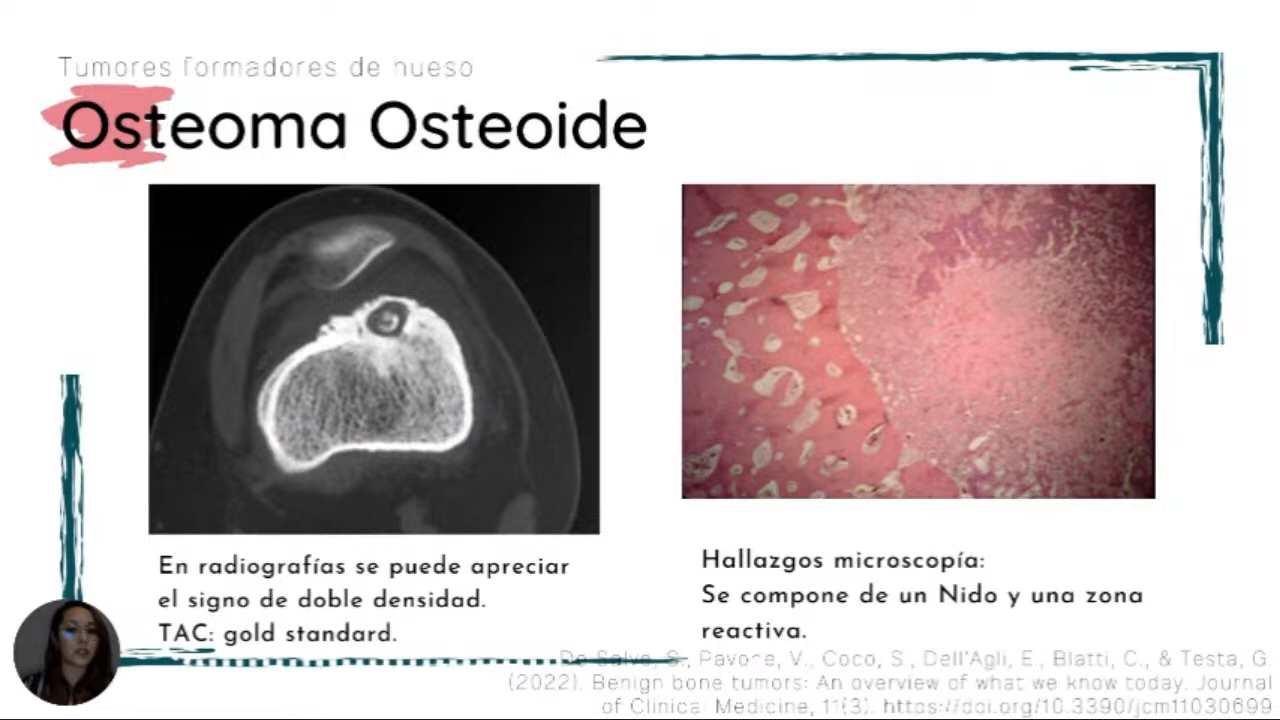 Tumores formadores de hueso
Osteoma Osteoide
En radiografías se puede apreciar
el signo de doble densidad.
TAC: gold standard.
Hallazgos microscopía:
Se compone de un Nido y una zona
reactiva.
De Salvo, S., Pavone, V., Coco, S., Dell'Agli, E., Blatti, C., & Testa, G.
(2022). Benign bone tumors: An overview of what we know today. Journal
of Clinical Medicine, 11(3). https://doi.org/10.3390/jcm11030699